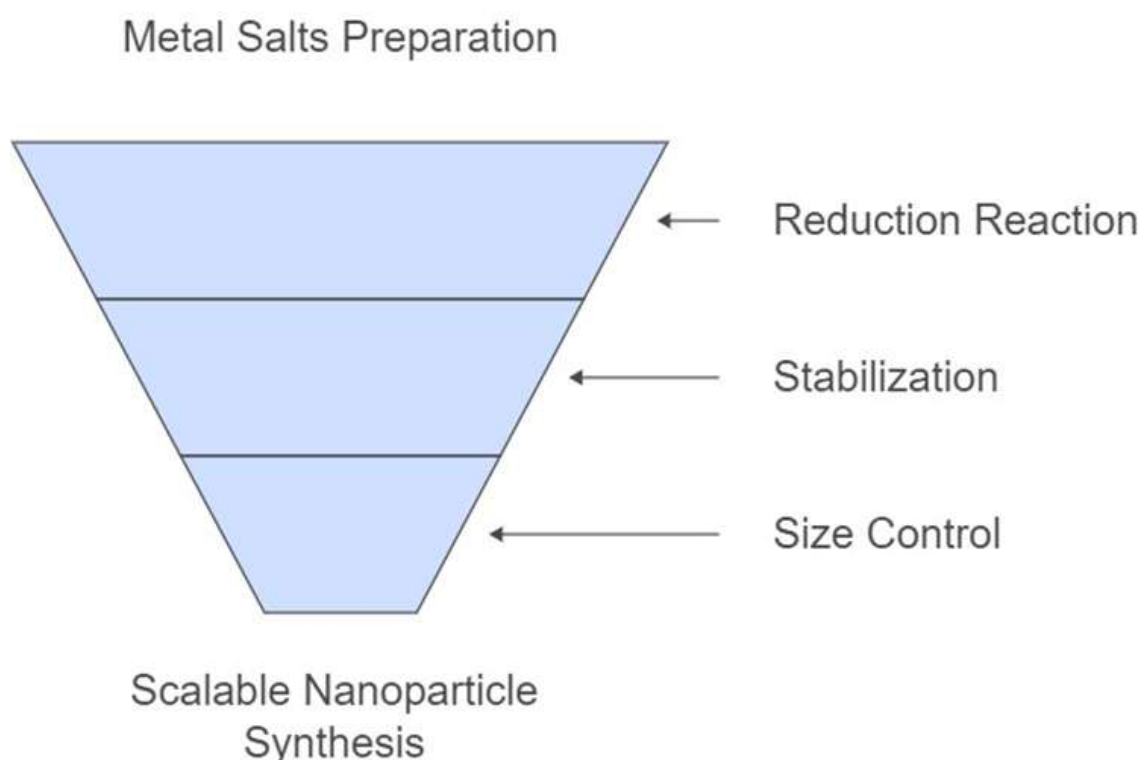 Metal Salts Preparation
Reduction Reaction
Stabilization
Size Control
Scalable Nanoparticle
Synthesis